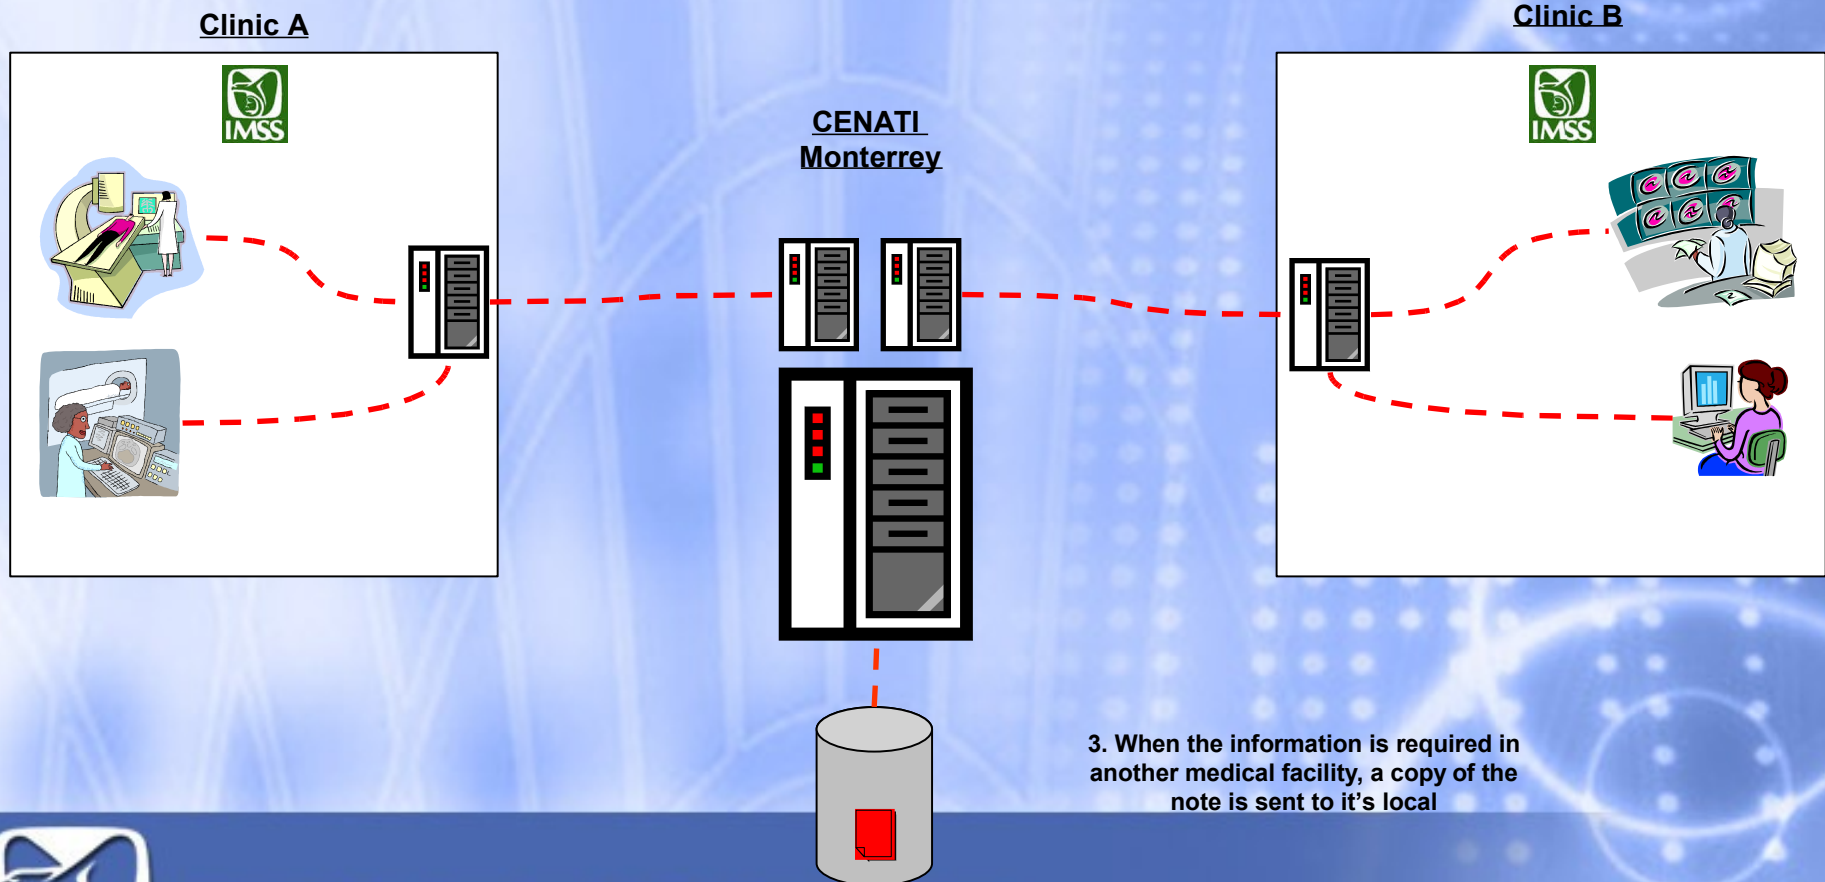 Clinic A
Clinic B
IMSS
IMSS
CENATI
Monterrey
3. When the information is required in
another medical facility, a copy of the
note is sent to it's local